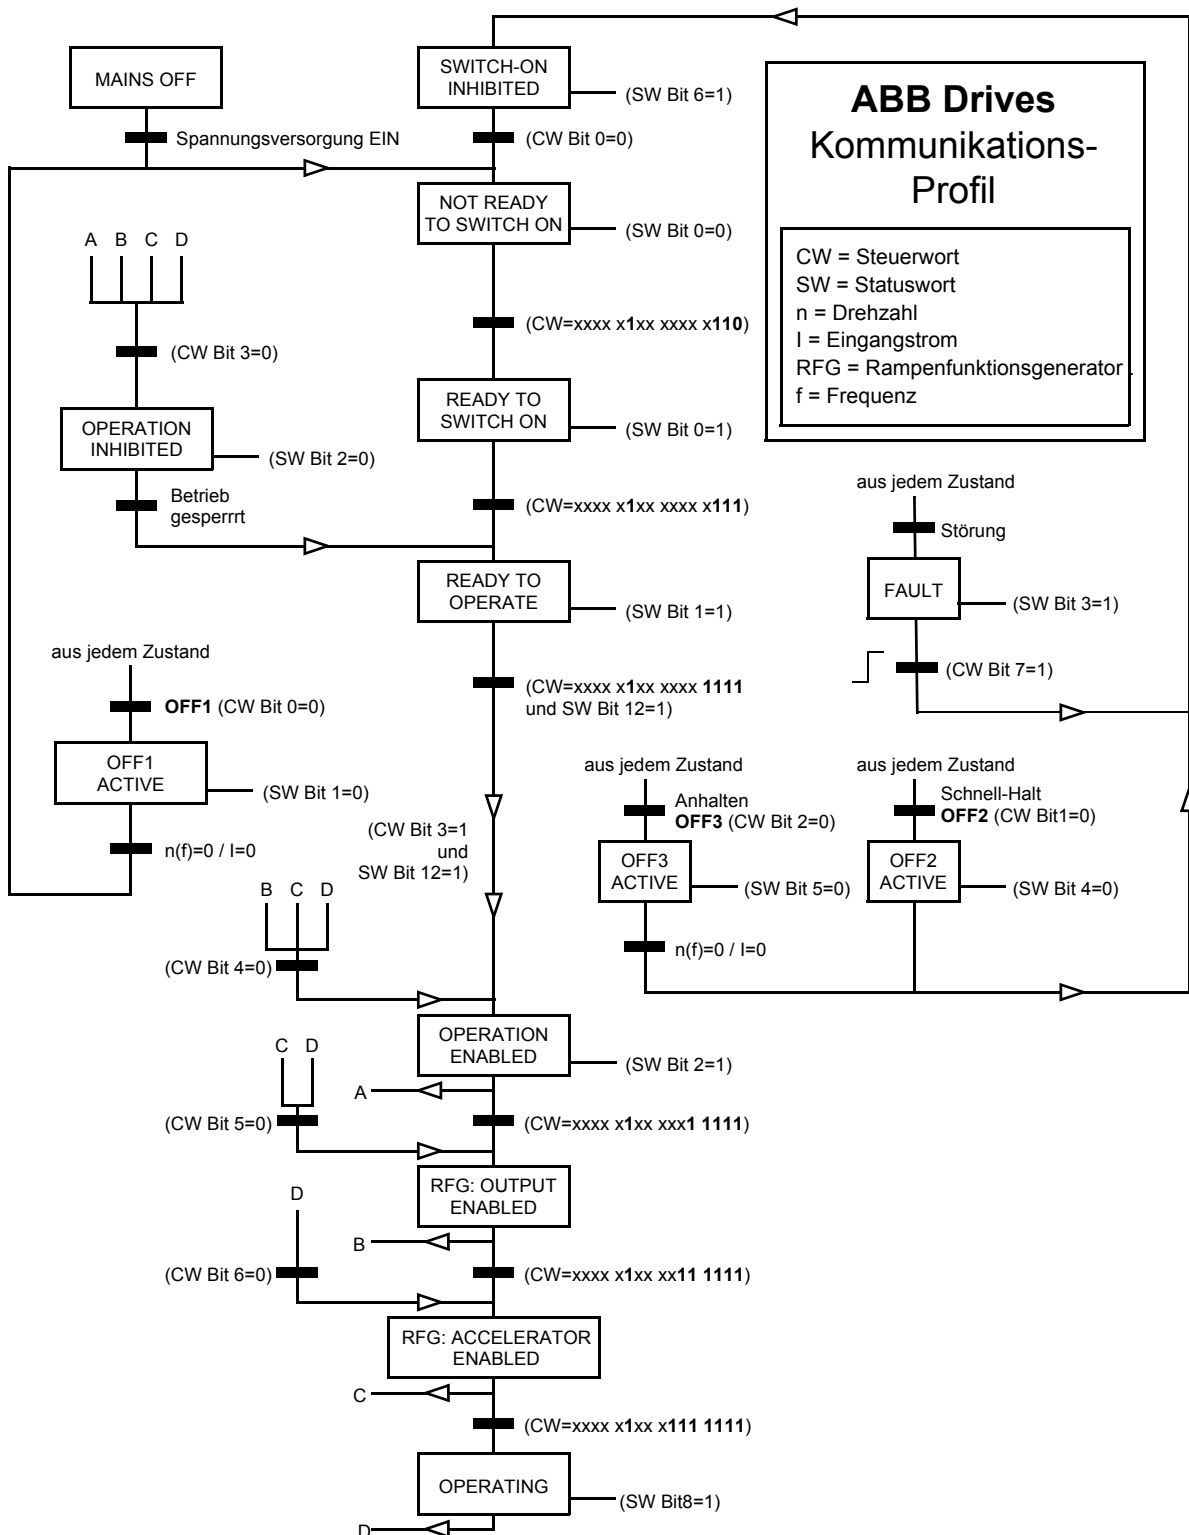 MAINS OFF
Spannungsversorgung EIN
SWITCH-ON
INHIBITED
(SW Bit 6=1)
(CW Bit 0=0)
ABB Drives
Kommunikations-
Profil
CW = Steuerwort
SW = Statuswort
n = Drehzahl
I = Eingangstrom
RFG = Rampenfunktionsgenerator .
f = Frequenz
NOT READY
TO SWITCH ON
(SW Bit 0=0)
A B C D
(CW Bit 3=0)
(CW=xxxx x1xx xxxx x110)
OPERATION
INHIBITED
(SW Bit 2=0)
READY TO
SWITCH ON
(SW Bit 0=1)
Betrieb
gesperrrt
(CW=xxxx x1xx xxxx x111)
aus jedem Zustand
Störung
FAULT
(SW Bit 3=1)
(CW Bit 7=1)
READY TO
OPERATE
(SW Bit 1=1)
(CW=xxxx x1xx xxxx 1111
und SW Bit 12=1)
aus jedem Zustand
OFF1 (CW Bit 0=0)
OFF1
ACTIVE
(SW Bit 1=0)
n(f)=0 / I=0
(CW Bit 3=1
und
SW Bit 12=1)
aus jedem Zustand
Anhalten
OFF3 (CW Bit 2=0)
OFF3
ACTIVE
(SW Bit 5=0)
n(f)=0 / I=0
aus jedem Zustand
Schnell-Halt
OFF2 (CW Bit1=0)
OFF2
ACTIVE
(SW Bit 4=0)
B C D
(CW Bit 4=0)
OPERATION
ENABLED
(SW Bit 2=1)
A
C D
(CW Bit 5=0)
(CW=xxxx x1xx xxx1 1111)
RFG: OUTPUT
ENABLED
B
D
(CW Bit 6=0)
(CW=xxxx x1xx xx11 1111)
RFG: ACCELERATOR
ENABLED
C
(CW=xxxx x1xx x111 1111)
OPERATING
(SW Bit8=1)
D